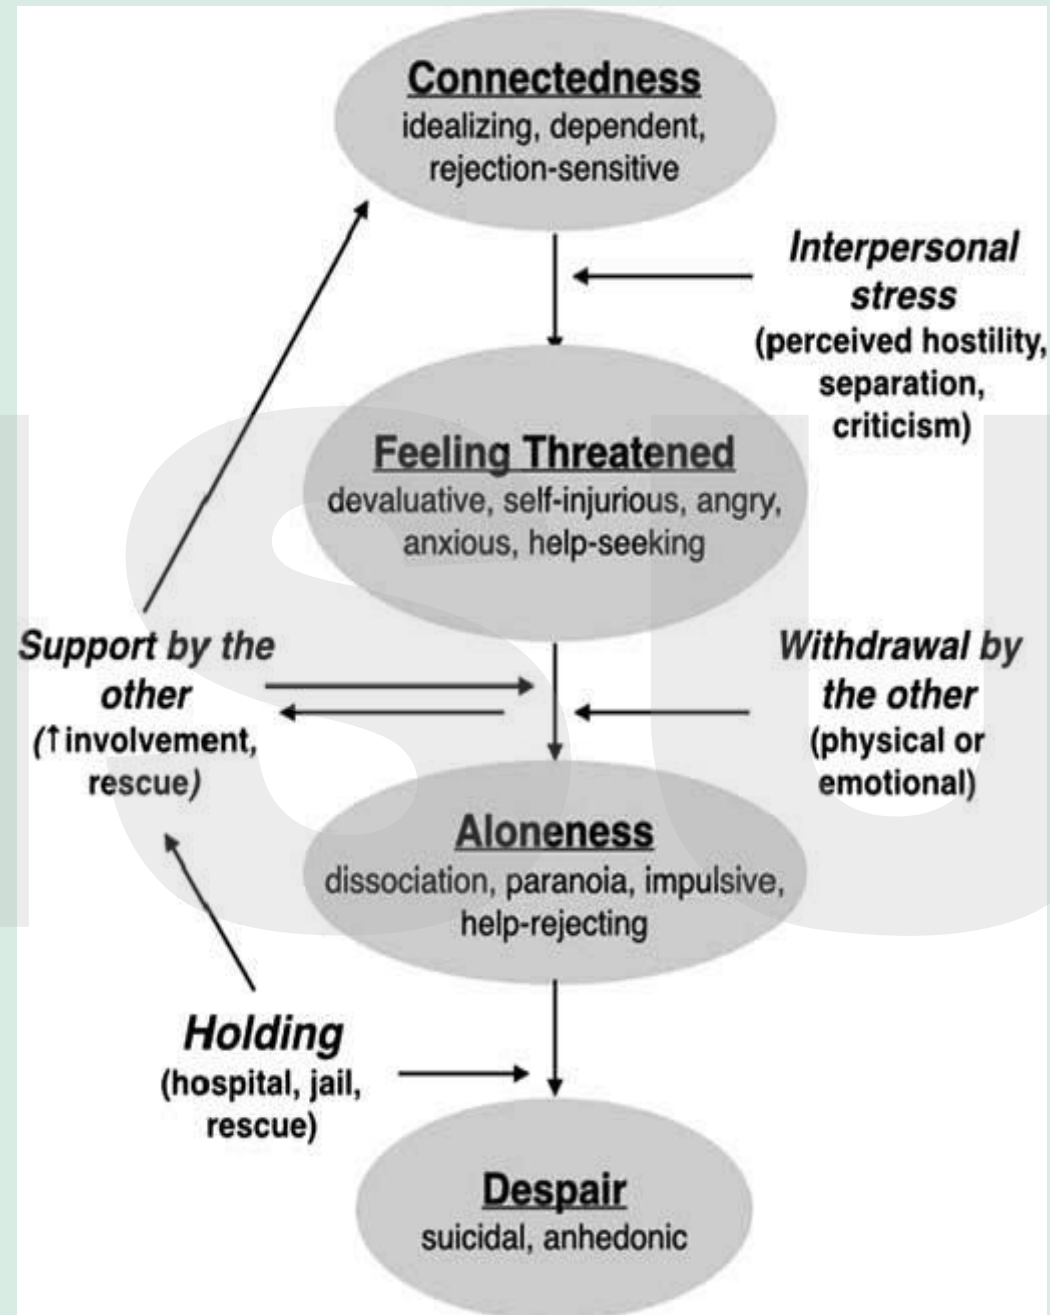 Connectedness
idealizing, dependent,
rejection-sensitive
Interpersonal
stress
(perceived hostility,
separation,
criticism)
Feeling Threatened
devaluative, self-injurious, angry,
anxious, help-seeking
Support by the
other
(↑involvement,
rescue)
Withdrawal by
the other
(physical or
emotional)
Aloneness
dissociation, paranoia, impulsive,
help-rejecting
Holding
(hospital, jail,
rescue)
Despair
suicidal, anhedonic